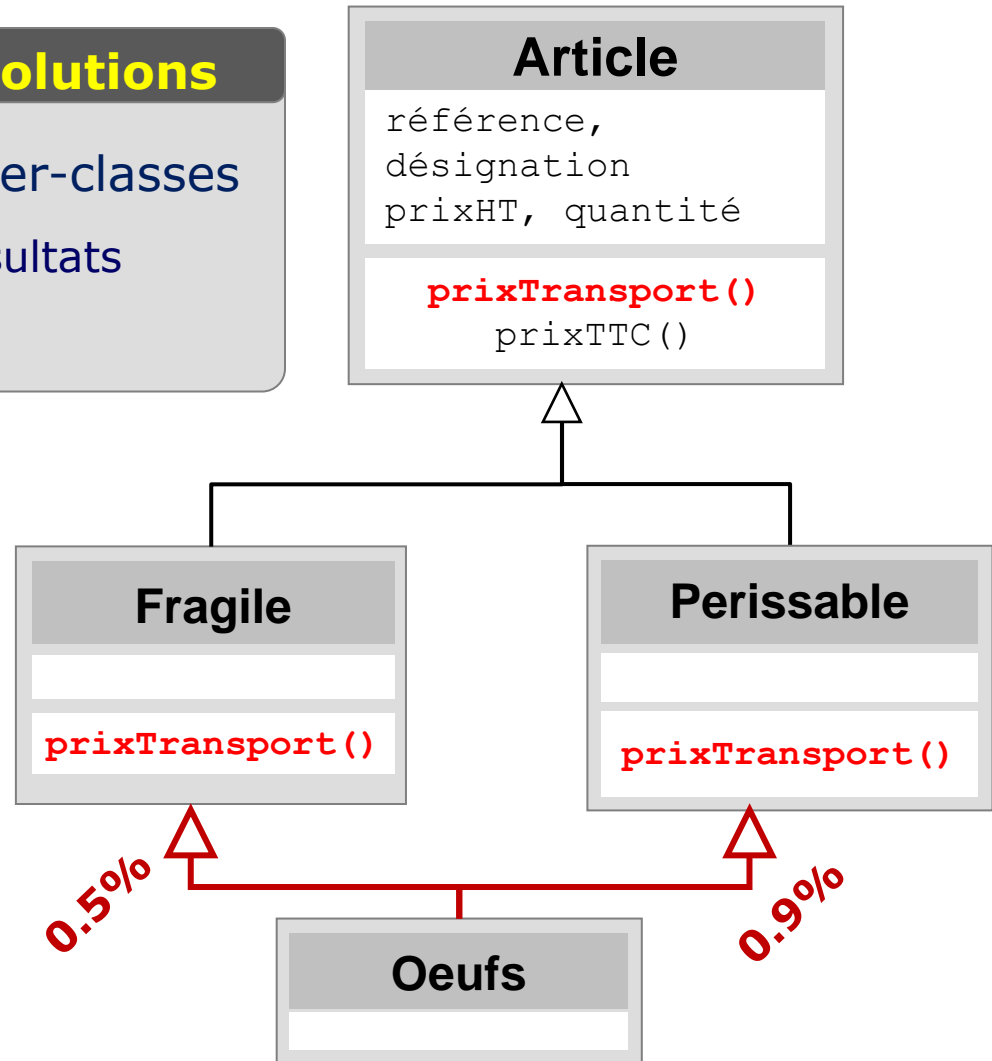 olutions
er-classes
sultats
Article
référence,
désignation
prixHT, quantité
prixTransport()
prixTTC()
Fragile
prixTransport()
Perissable
prixTransport()
0.5%
0.9%
Oeufs